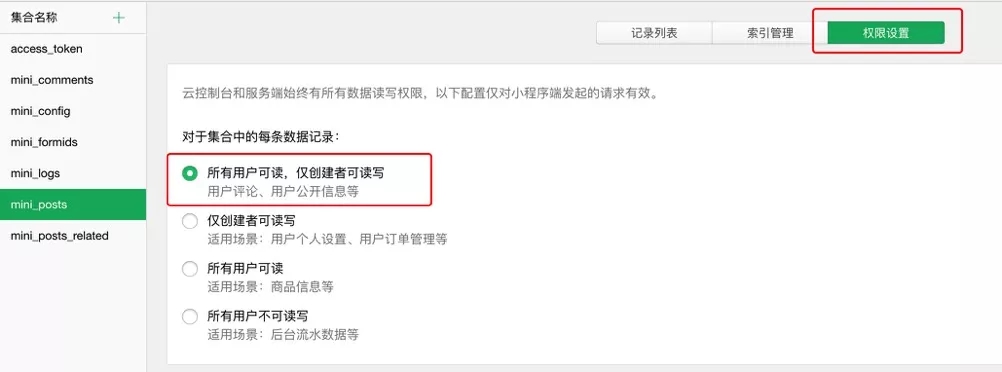 集合名称 +
记录列表 索引管理 权限设置
access_token
mini_comments
mini_config
mini_formids
mini_logs
mini_posts
mini_posts_related
云控制台和服务端始终有所有数据读写权限，以下配置仅对小程序端发起的请求有效。
对于集合中的每条数据记录：
所有用户可读，仅创建者可读写
用户评论、用户公开信息等
仅创建者可读写
适用场景：用户个人设置、用户订单管理等
所有用户可读
适用场景：商品信息等
所有用户不可读写
适用场景：后台流水数据等